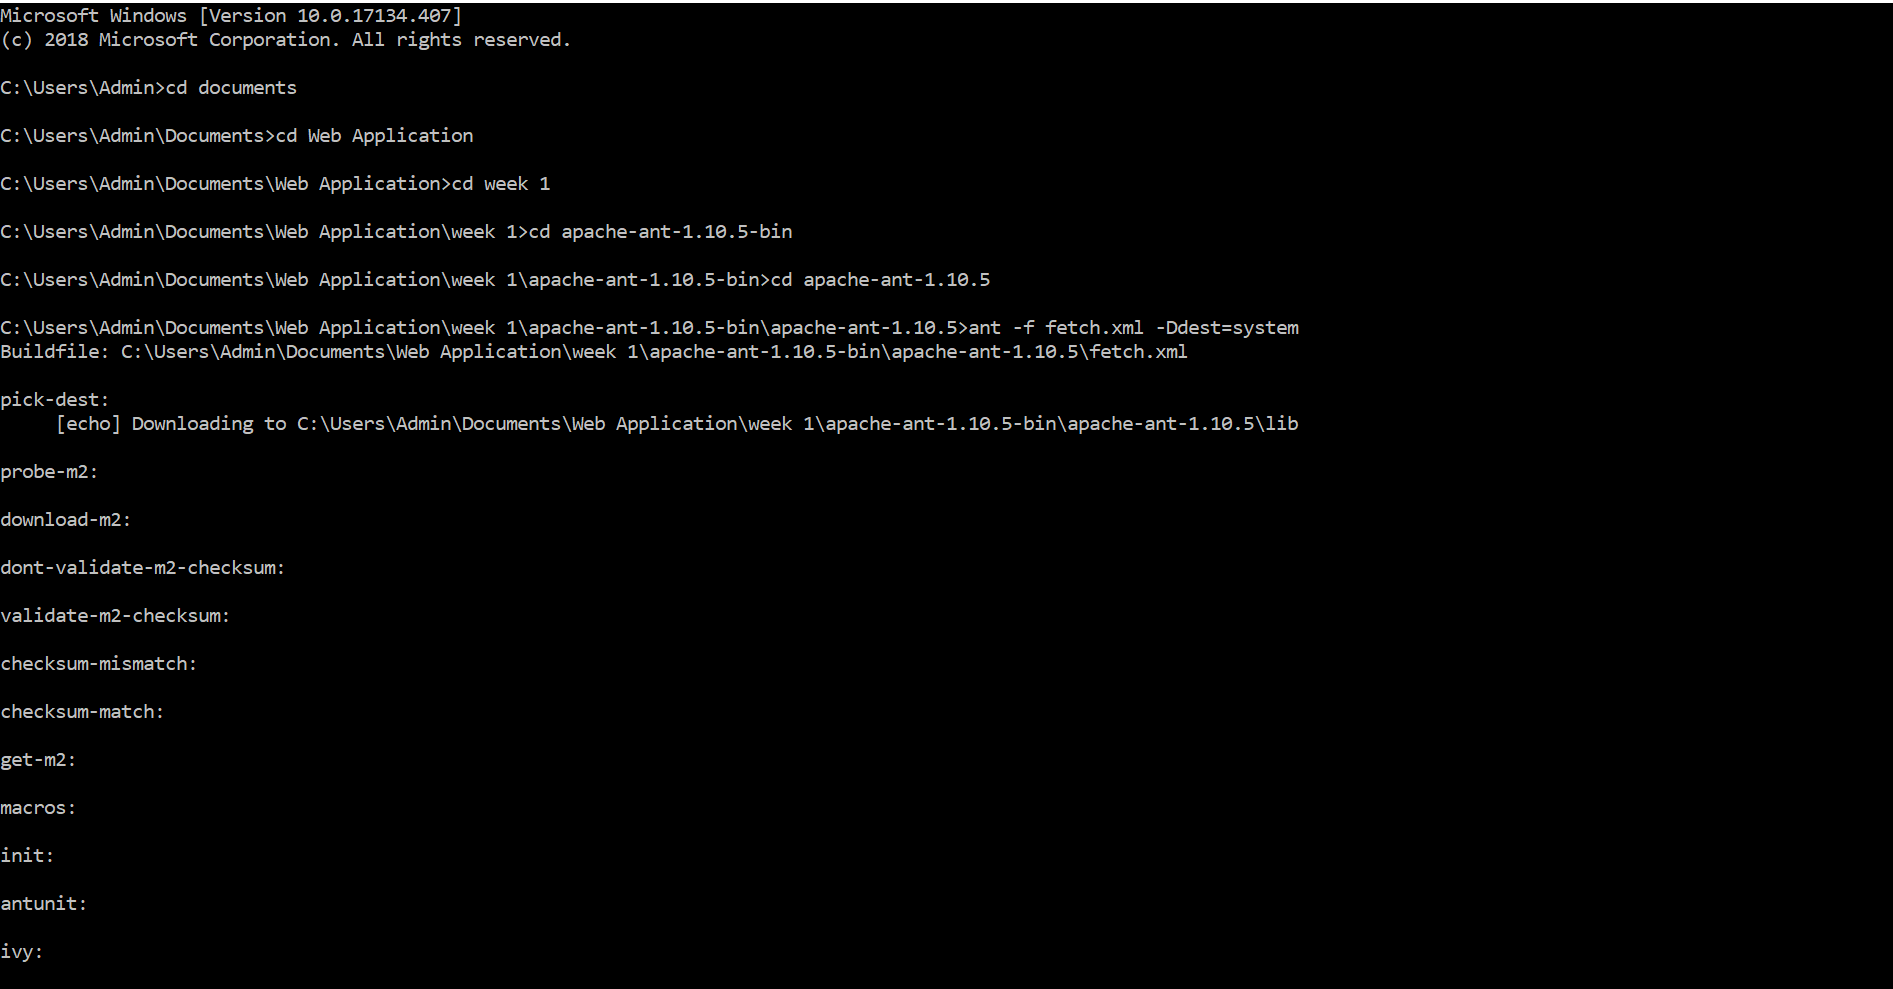 Microsoft Windows [Version 10.0.17134.407]
(c) 2018 Microsoft Corporation. All rights reserved.
C:\Users\Admin>cd documents
C:\Users\Admin\Documents>cd Web Application
C:\Users\Admin\Documents\Web Application>cd week 1
C:\Users\Admin\Documents\Web Application\week 1>cd apache-ant-1.10.5-bin
C:\Users\Admin\Documents\Web Application\week 1\apache-ant-1.10.5-bin>cd apache-ant-1.10.5
C:\Users\Admin\Documents\Web Application\week 1\apache-ant-1.10.5-bin\apache-ant-1.10.5>ant -f fetch.xml -Ddest=system
Buildfile: C:\Users\Admin\Documents\Web Application\week 1\apache-ant-1.10.5-bin\apache-ant-1.10.5\fetch.xml
pick-dest:
[echo] Downloading to C:\Users\Admin\Documents\Web Application\week 1\apache-ant-1.10.5-bin\apache-ant-1.10.5\lib
probe-m2:
download-m2:
dont-validate-m2-checksum:
validate-m2-checksum:
checksum-mismatch:
checksum-match:
get-m2:
macros:
init:
antunit:
ivy: